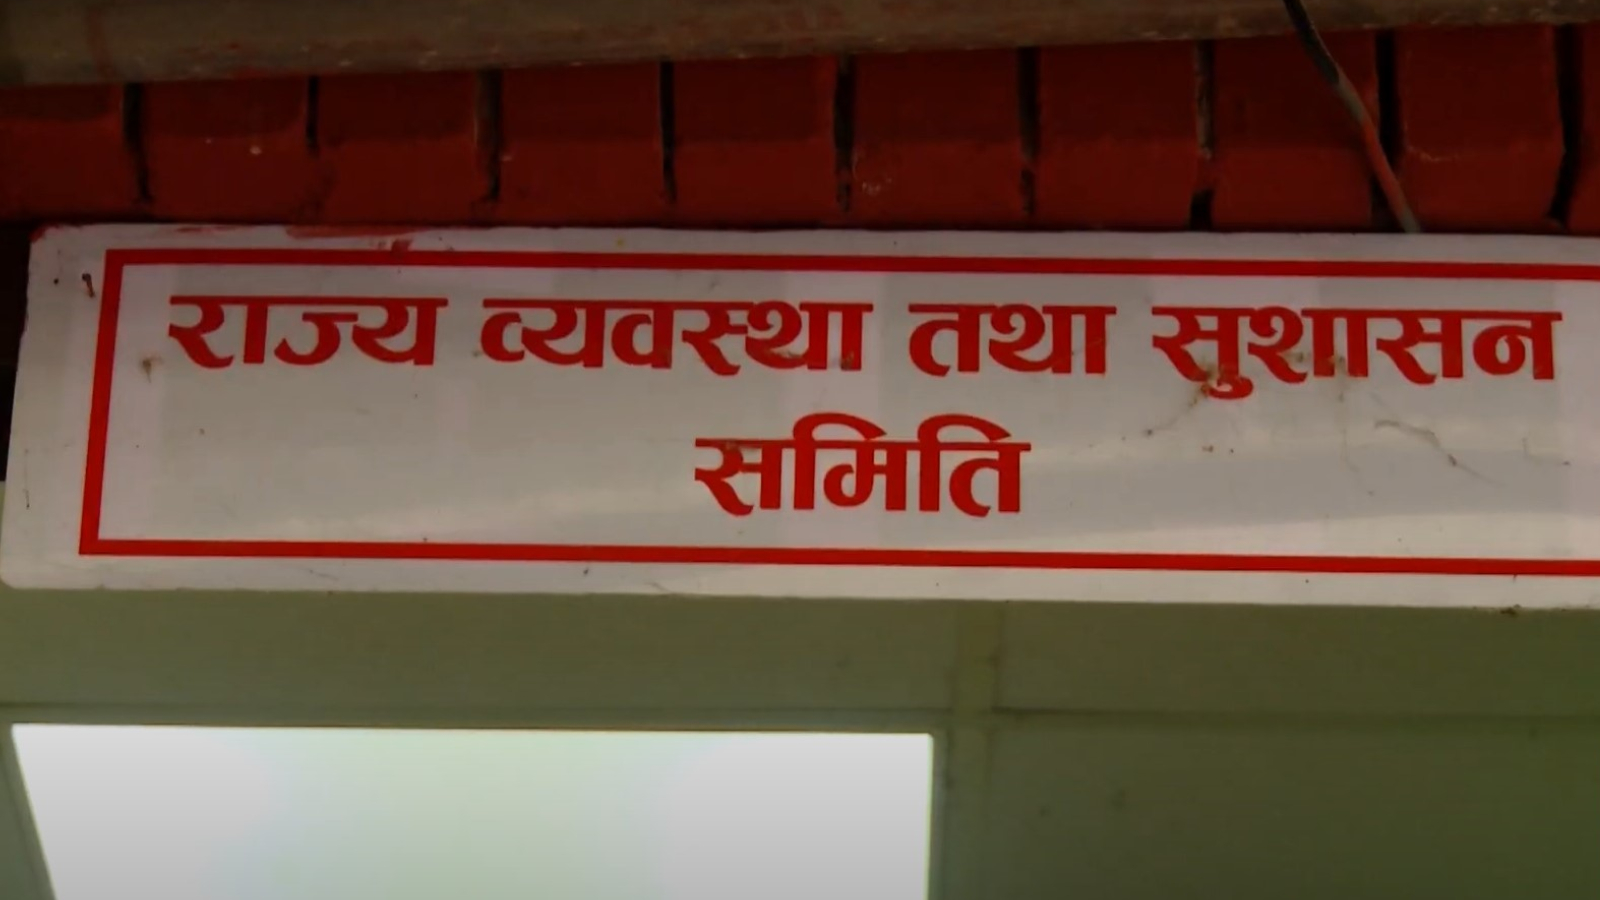 राज्य व्यवस्था तथा सुशासन
समिति